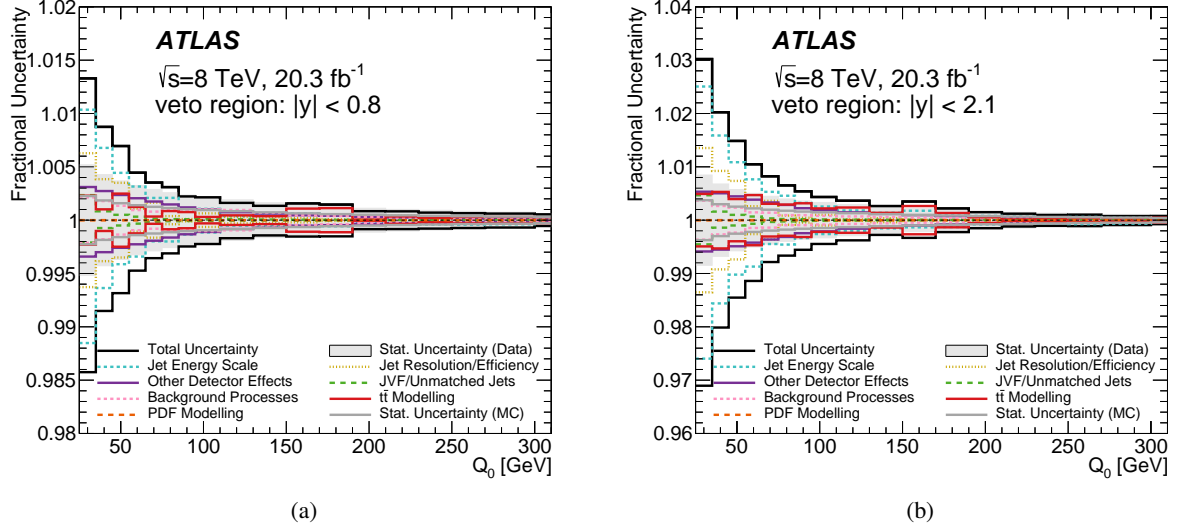 Fractional Uncertainty
1.02
1.015
1.01
1.005
1
0.995
0.99
0.985
0.98
ATLAS
√s=8 TeV, 20.3 fb⁻¹
veto region: |y| < 0.8
Total Uncertainty
Jet Energy Scale
Other Detector Effects
Background Processes
PDF Modelling
Stat. Uncertainty (Data)
Jet Resolution/Efficiency
JVF/Unmatched Jets
tt̄ Modelling
Stat. Uncertainty (MC)
50 100 150 200 250 300
Q₀ [GeV]
(a)
Fractional Uncertainty
1.04
1.03
1.02
1.01
1
0.99
0.98
0.97
0.96
ATLAS
√s=8 TeV, 20.3 fb⁻¹
veto region: |y| < 2.1
Total Uncertainty
Jet Energy Scale
Other Detector Effects
Background Processes
PDF Modelling
Stat. Uncertainty (Data)
Jet Resolution/Efficiency
JVF/Unmatched Jets
tt̄ Modelling
Stat. Uncertainty (MC)
50 100 150 200 250 300
Q₀ [GeV]
(b)